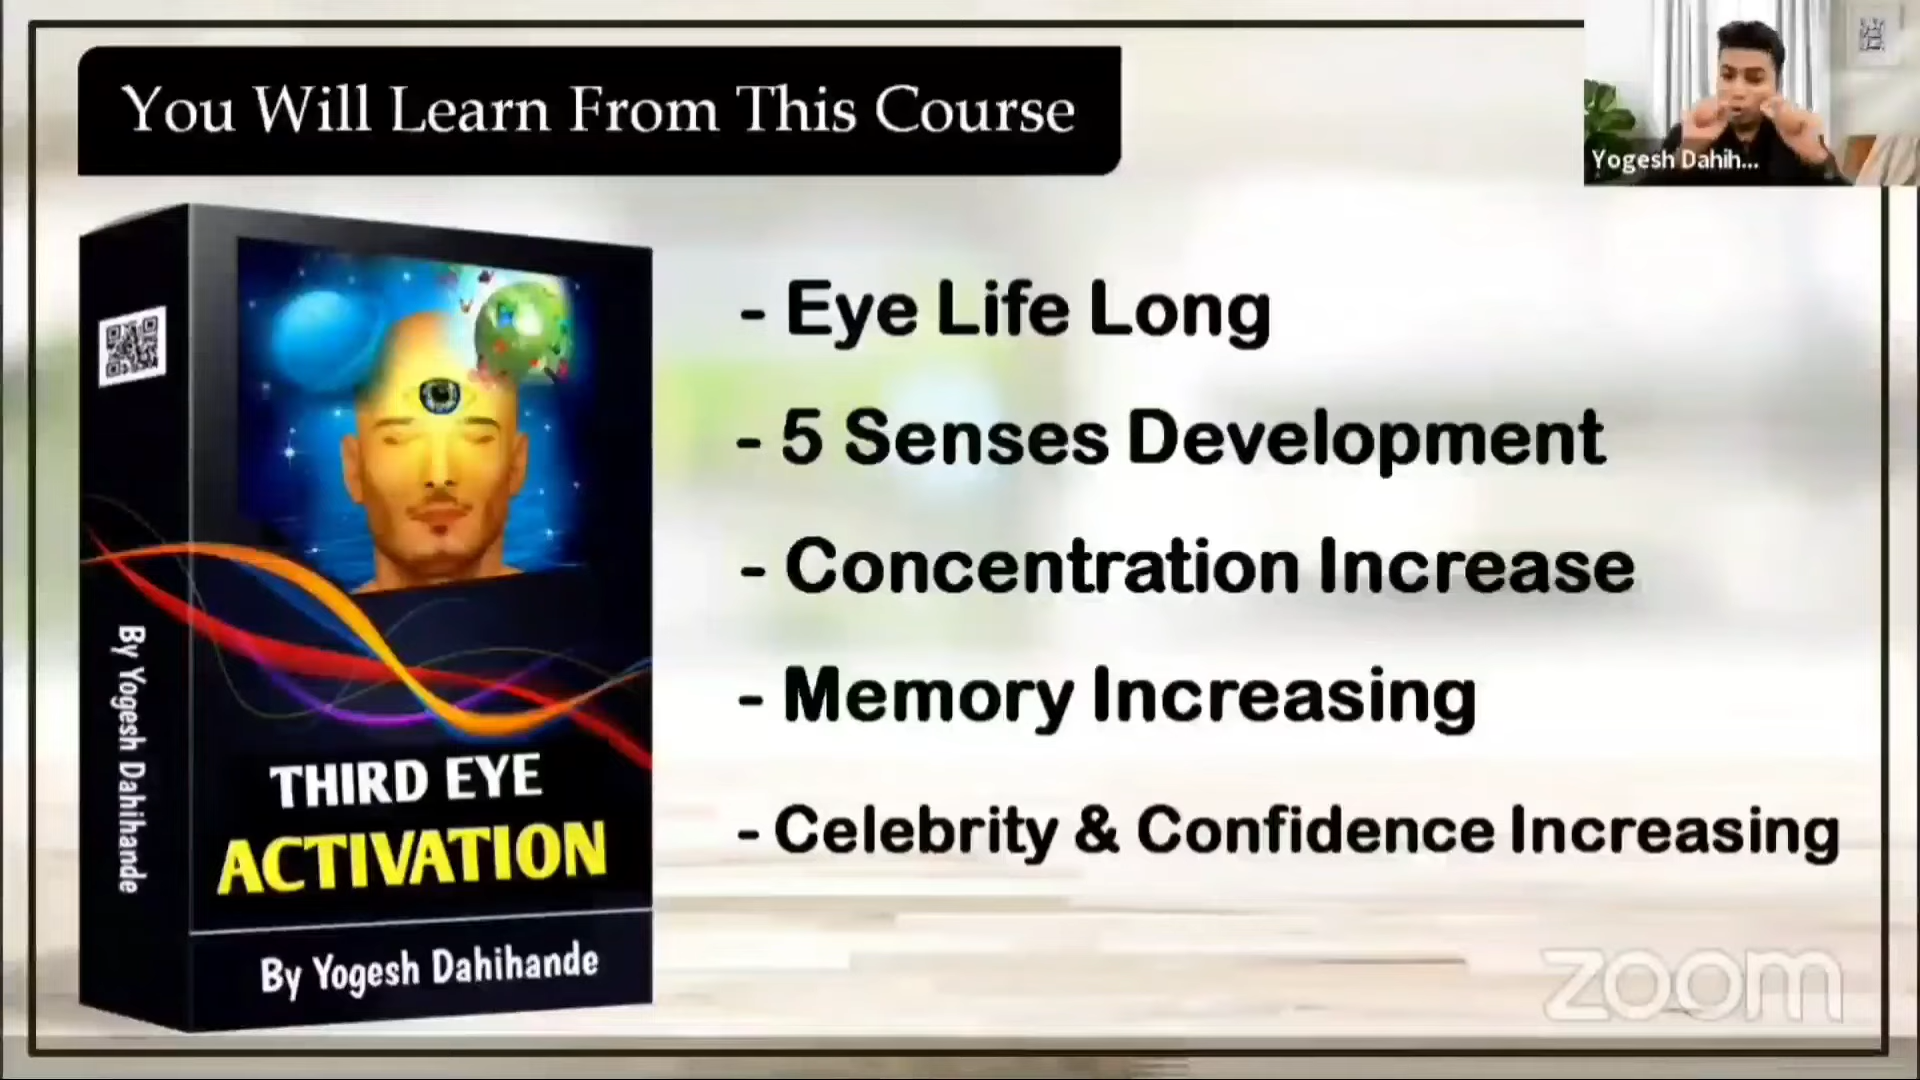 You Will Learn From This Course
Yogesh Dahih...
- Eye Life Long
- 5 Senses Development
- Concentration Increase
- Memory Increasing
- Celebrity & Confidence Increasing
By Yogesh Dahihande
THIRD EYE
ACTIVATION
By Yogesh Dahihande
zoom